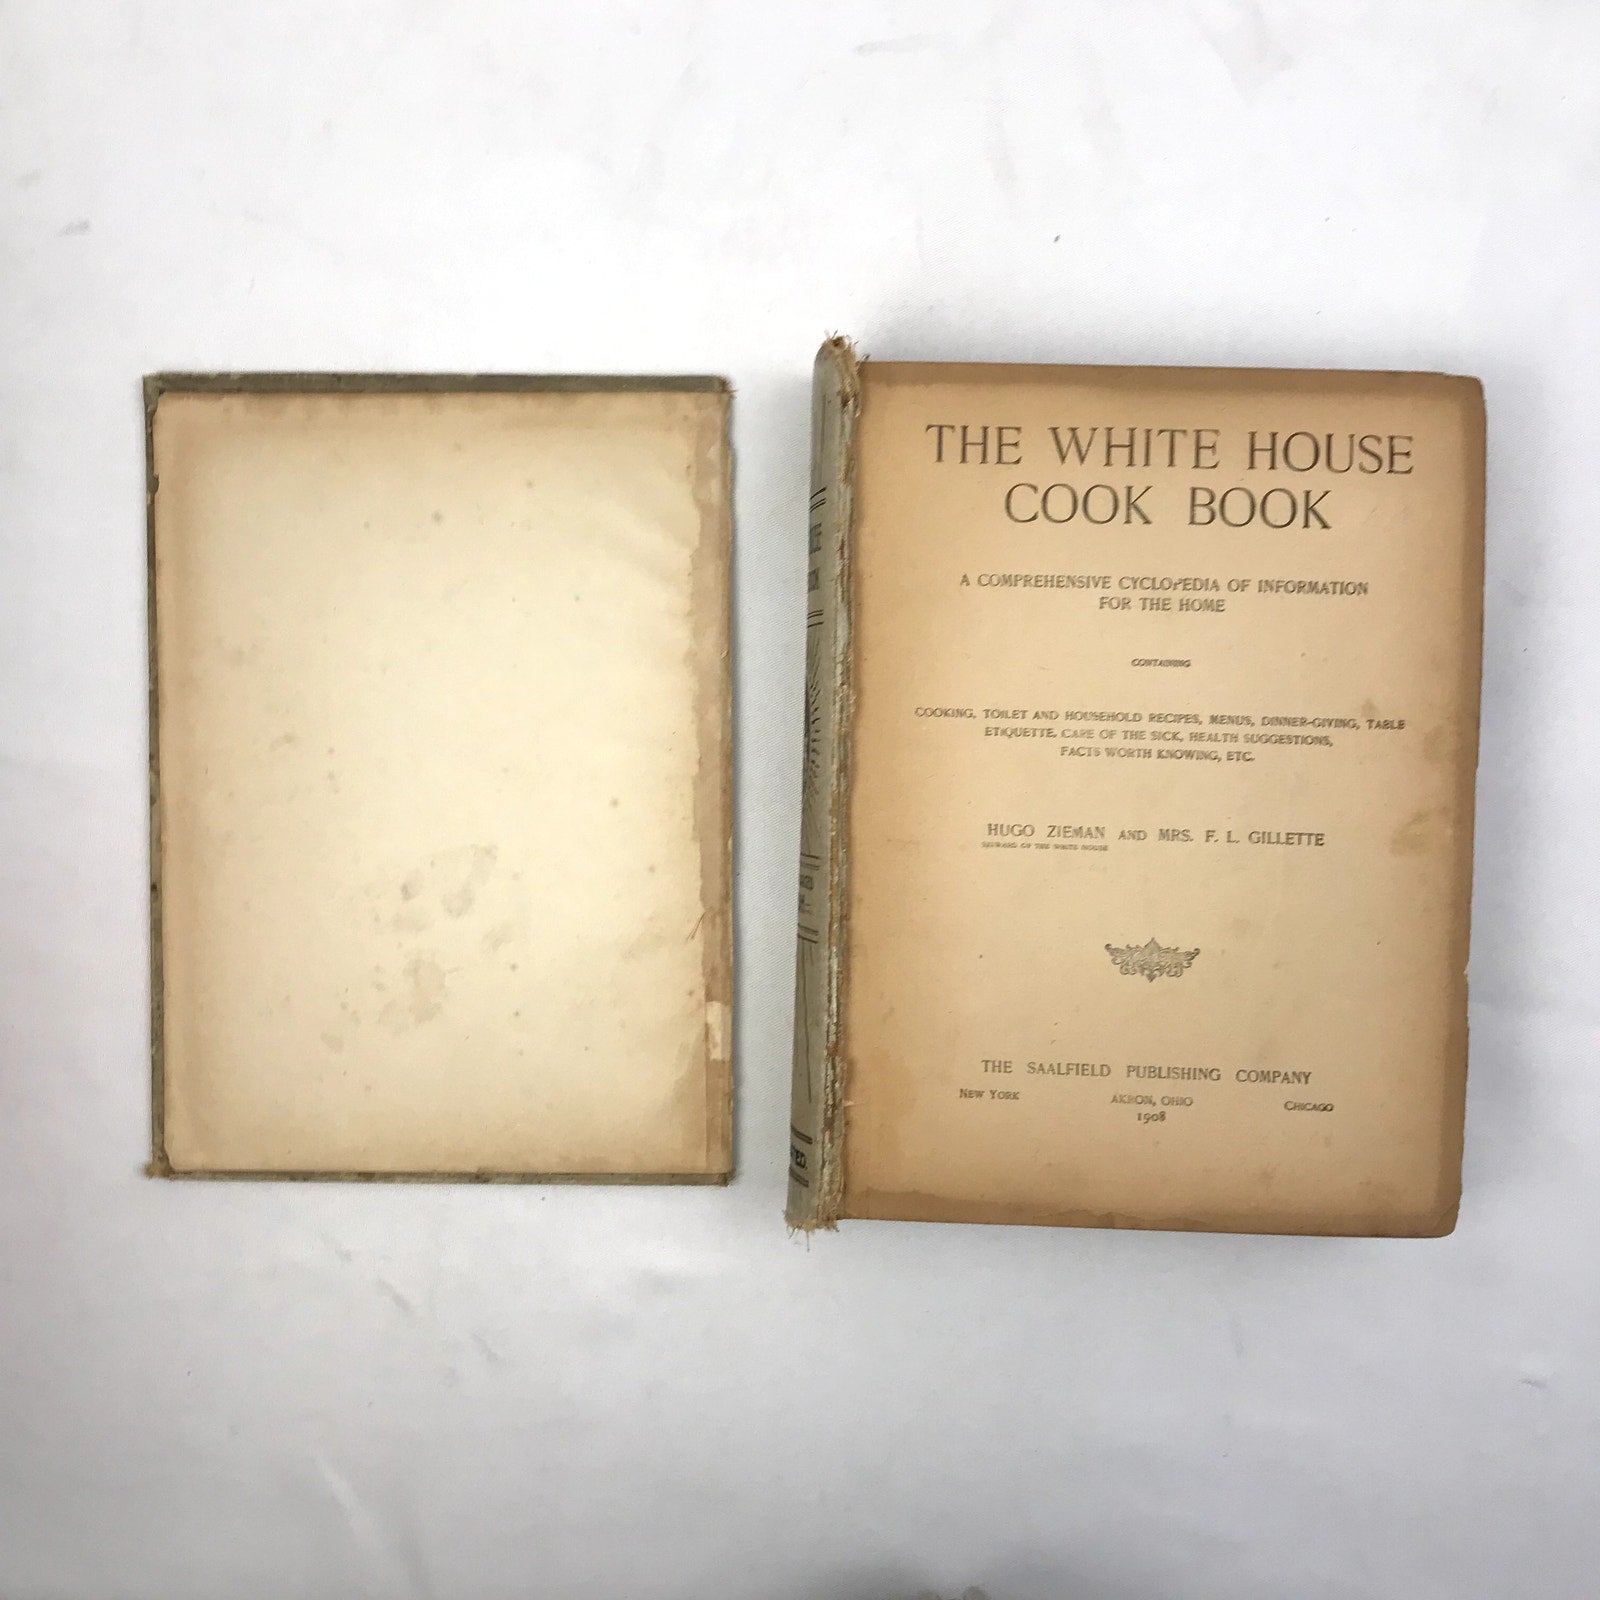 THE WHITE HOUSE
COOK BOOK
A COMPREHENSIVE CYCLOPEDIA OF INFORMATION
FOR THE HOME
CONTAINING
COOKING, TOILET AND HOUSEHOLD RECIPES, MENUS, DINNER-GIVING, TABLE
ETIQUETTE, CARE OF THE SICK, HEALTH SUGGESTIONS,
FACTS WORTH KNOWING, ETC.
HUGO ZIEMAN AND MRS. F. L. GILLETTE
STEWARD OF THE WHITE HOUSE
THE SAALFIELD PUBLISHING COMPANY
NEW YORK AKRON, OHIO CHICAGO
1908